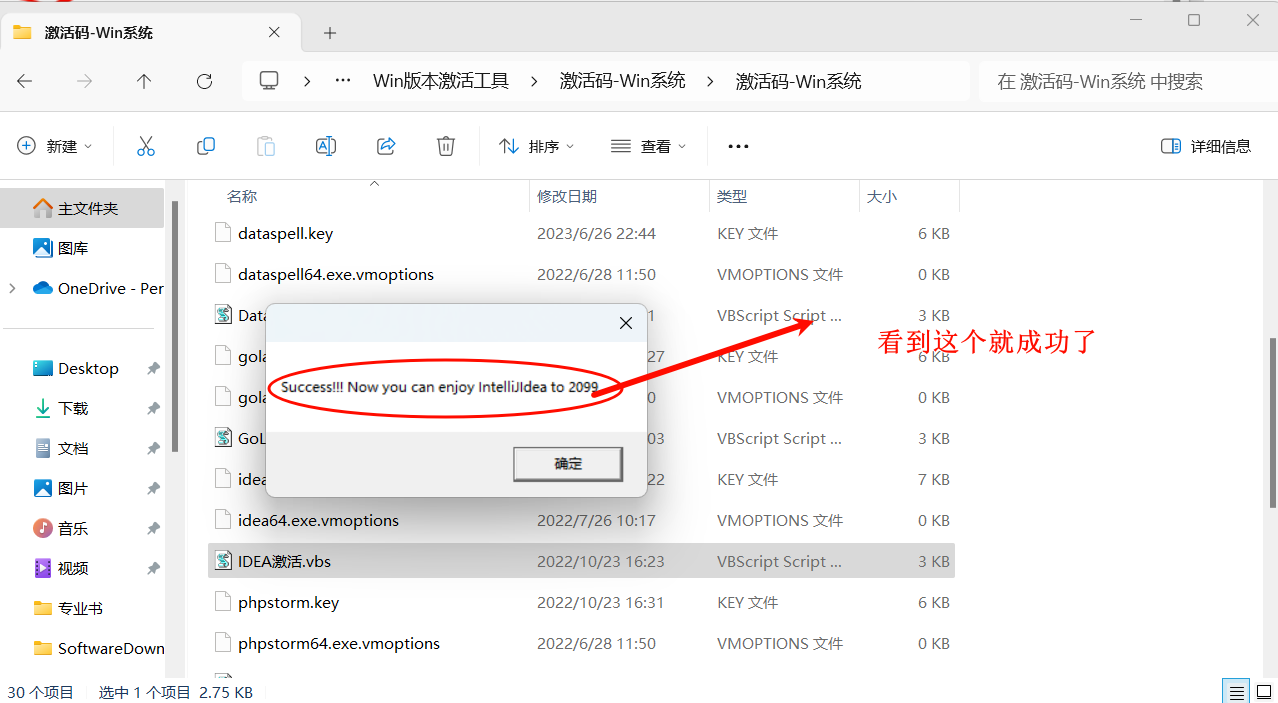 激活码-Win系统
Win版本激活工具 激活码-Win系统 激活码-Win系统 在 激活码-Win系统 中搜索
新建 排序 查看 详细信息
名称 修改日期 类型 大小
主文件夹
图库
OneDrive - Per
Desktop
下载
文档
图片
音乐
视频
专业书
SoftwareDown
dataspell.key 2023/6/26 22:44 KEY 文件 6 KB
dataspell64.exe.vmoptions 2022/6/28 11:50 VMOPTIONS 文件 0 KB
Data 1 VBScript Script ... 3 KB
gola 27 KEY 文件 6 KB
gola 0 VMOPTIONS 文件 0 KB
GoL 03 VBScript Script ... 3 KB
idea 22 KEY 文件 7 KB
idea64.exe.vmoptions 2022/7/26 10:17 VMOPTIONS 文件 0 KB
IDEA激活.vbs 2022/10/23 16:23 VBScript Script ... 3 KB
phpstorm.key 2022/10/23 16:31 KEY 文件 6 KB
phpstorm64.exe.vmoptions 2022/6/28 11:50 VMOPTIONS 文件 0 KB
Success!!! Now you can enjoy IntelliJIdea to 2099
确定
看到这个就成功了
30 个项目 选中 1 个项目 2.75 KB